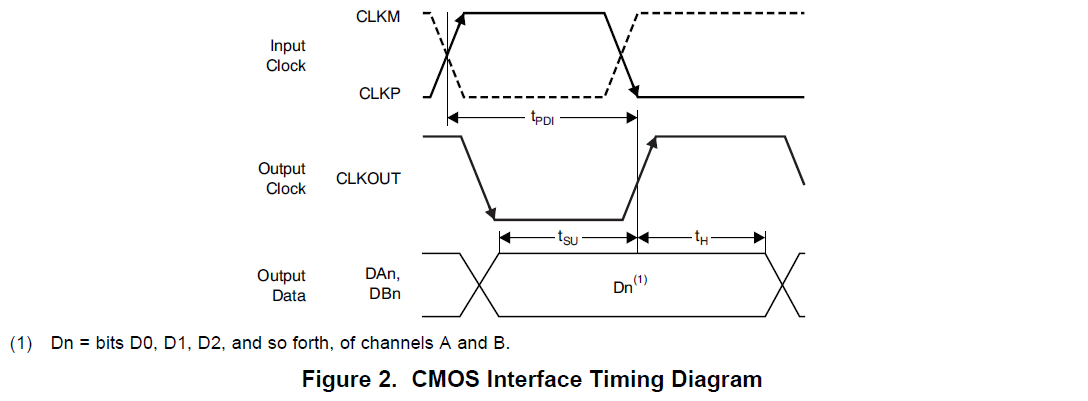 CLKM
Input
Clock
CLKP
tPDI
Output
Clock
CLKOUT
tSU
tH
Output
Data
DAn,
DBn
Dn(1)
(1) Dn = bits D0, D1, D2, and so forth, of channels A and B.
Figure 2. CMOS Interface Timing Diagram